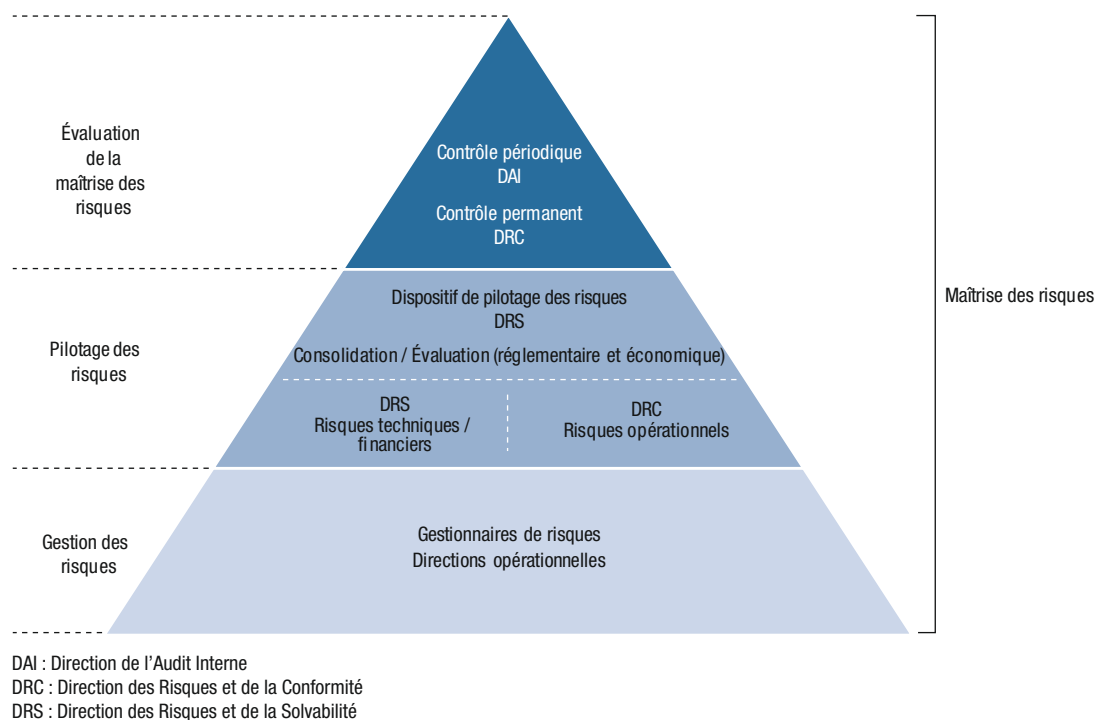 Évaluation
de la
maîtrise des
risques
Contrôle périodique
DAI
Contrôle permanent
DRC
Pilotage des
risques
Dispositif de pilotage des risques
DRS
Consolidation / Évaluation (réglementaire et économique)
DRS
Risques techniques /
financiers
DRC
Risques opérationnels
Maîtrise des risques
Gestion des
risques
Gestionnaires de risques
Directions opérationnelles
DAI : Direction de l'Audit Interne
DRC : Direction des Risques et de la Conformité
DRS : Direction des Risques et de la Solvabilité